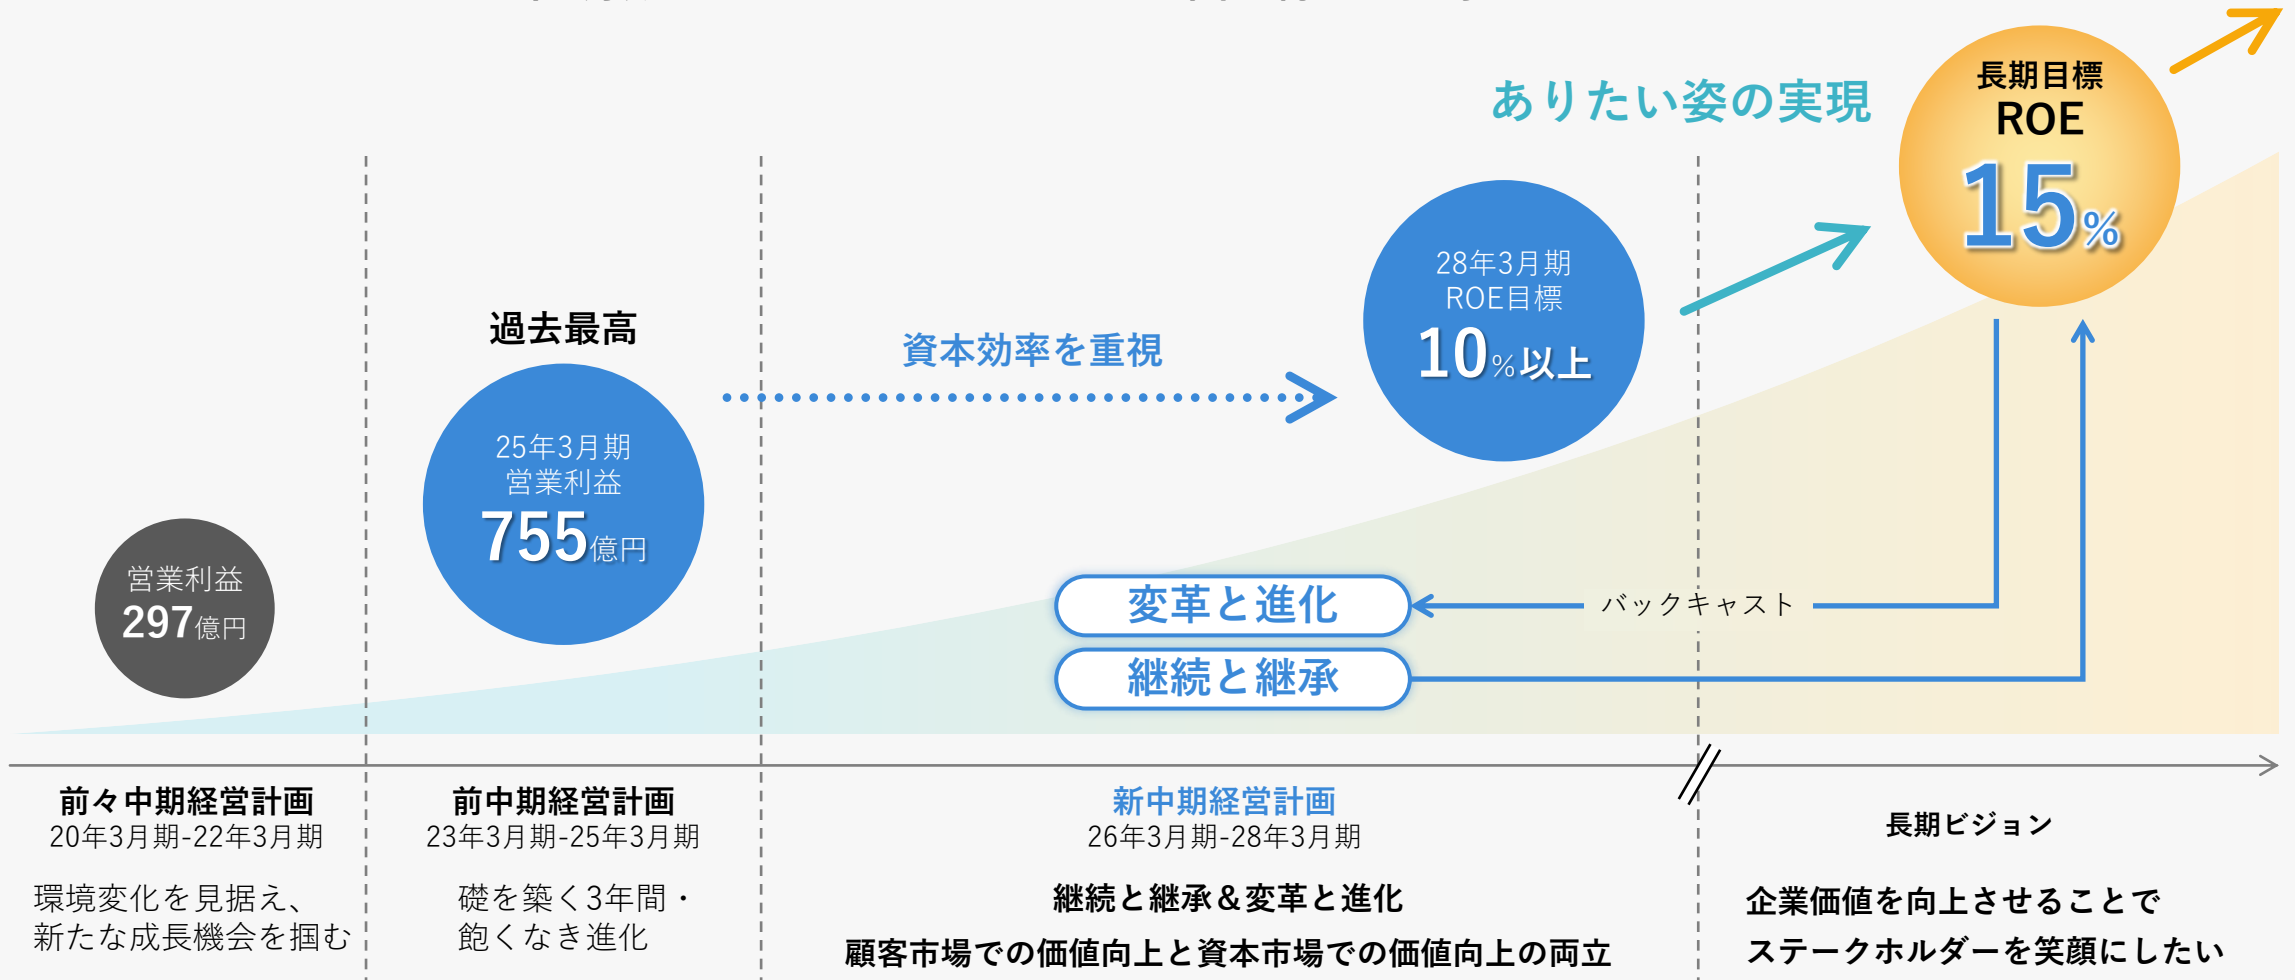 ありたい姿の実現
長期目標
ROE
15%
28年3月期
ROE目標
10%以上
資本効率を重視
過去最高
25年3月期
営業利益
755億円
営業利益
297億円
変革と進化
バックキャスト
継続と継承
前々中期経営計画
20年3月期-22年3月期
環境変化を見据え、
新たな成長機会を掴む
前中期経営計画
23年3月期-25年3月期
礎を築く3年間・
飽くなき進化
新中期経営計画
26年3月期-28年3月期
継続と継承＆変革と進化
顧客市場での価値向上と資本市場での価値向上の両立
長期ビジョン
企業価値を向上させることで
ステークホルダーを笑顔にしたい